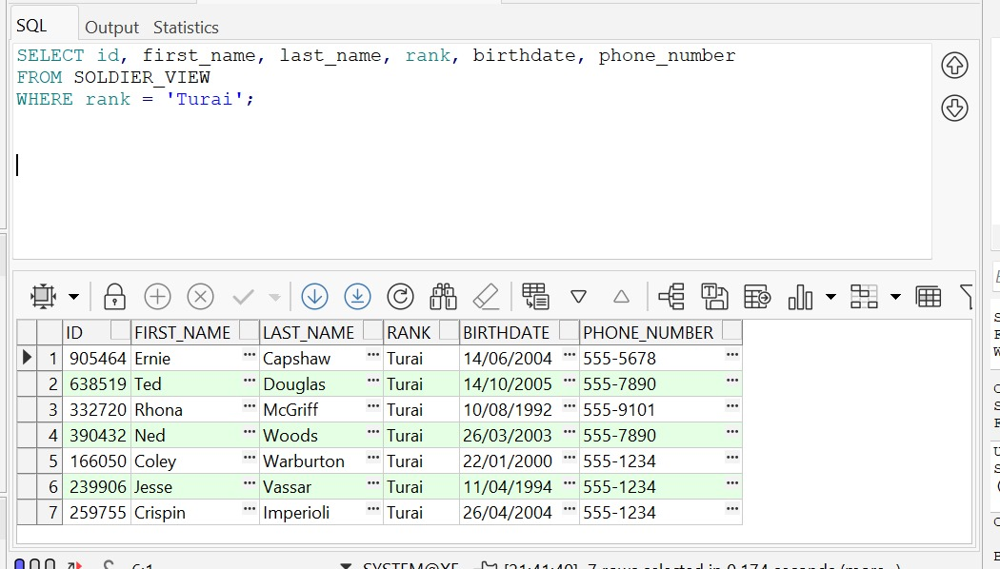 SQL Output Statistics
SELECT id, first_name, last_name, rank, birthdate, phone_number
FROM SOLDIER_VIEW
WHERE rank = 'Turai';
ID FIRST_NAME LAST_NAME RANK BIRTHDATE PHONE_NUMBER
1 905464 Ernie ... Capshaw ... Turai 14/06/2004 ... 555-5678 ...
2 638519 Ted ... Douglas ... Turai 14/10/2005 ... 555-7890 ...
3 332720 Rhona ... McGriff ... Turai 10/08/1992 ... 555-9101 ...
4 390432 Ned ... Woods ... Turai 26/03/2003 ... 555-7890 ...
5 166050 Coley ... Warburton ... Turai 22/01/2000 ... 555-1234 ...
6 239906 Jesse ... Vassar ... Turai 11/04/1994 ... 555-1234 ...
7 259755 Crispin ... Imperioli ... Turai 26/04/2004 ... 555-1234 ...
6:1 SYSTEM@XE [21:41:40] 7 rows selected in 0.174 seconds (more...)